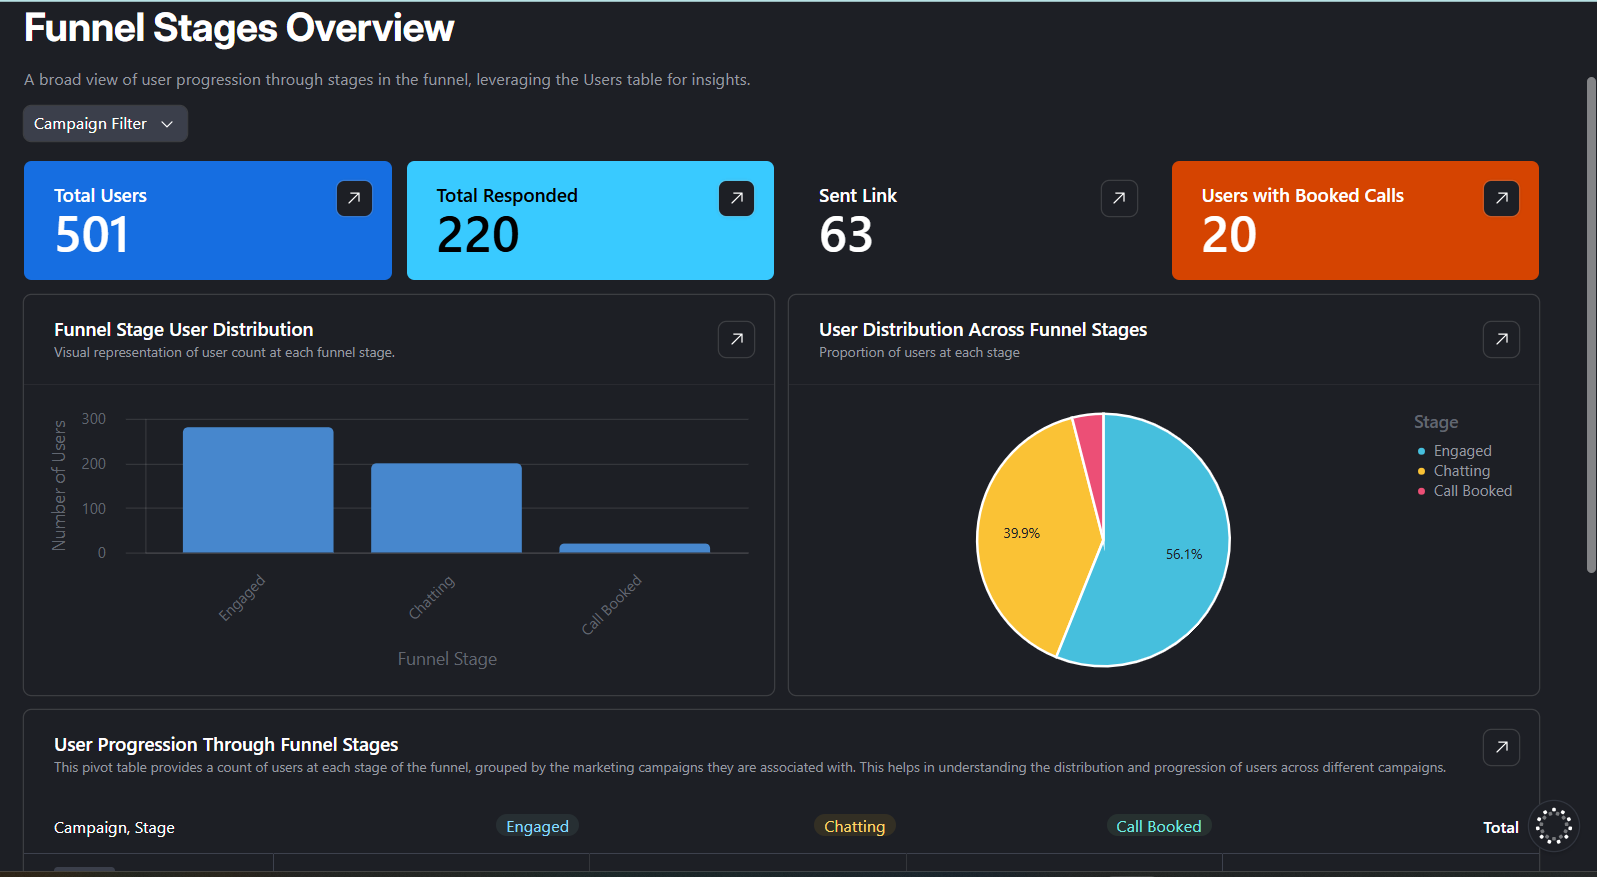 Funnel Stages Overview
A broad view of user progression through stages in the funnel, leveraging the Users table for insights.
Campaign Filter
Total Users
501
Total Responded
220
Sent Link
63
Users with Booked Calls
20
Funnel Stage User Distribution
Visual representation of user count at each funnel stage.
Number of Users
300
200
100
0
Engaged
Chatting
Call Booked
Funnel Stage
User Distribution Across Funnel Stages
Proportion of users at each stage
39.9%
56.1%
Stage
Engaged
Chatting
Call Booked
User Progression Through Funnel Stages
This pivot table provides a count of users at each stage of the funnel, grouped by the marketing campaigns they are associated with. This helps in understanding the distribution and progression of users across different campaigns.
Campaign, Stage Engaged Chatting Call Booked Total